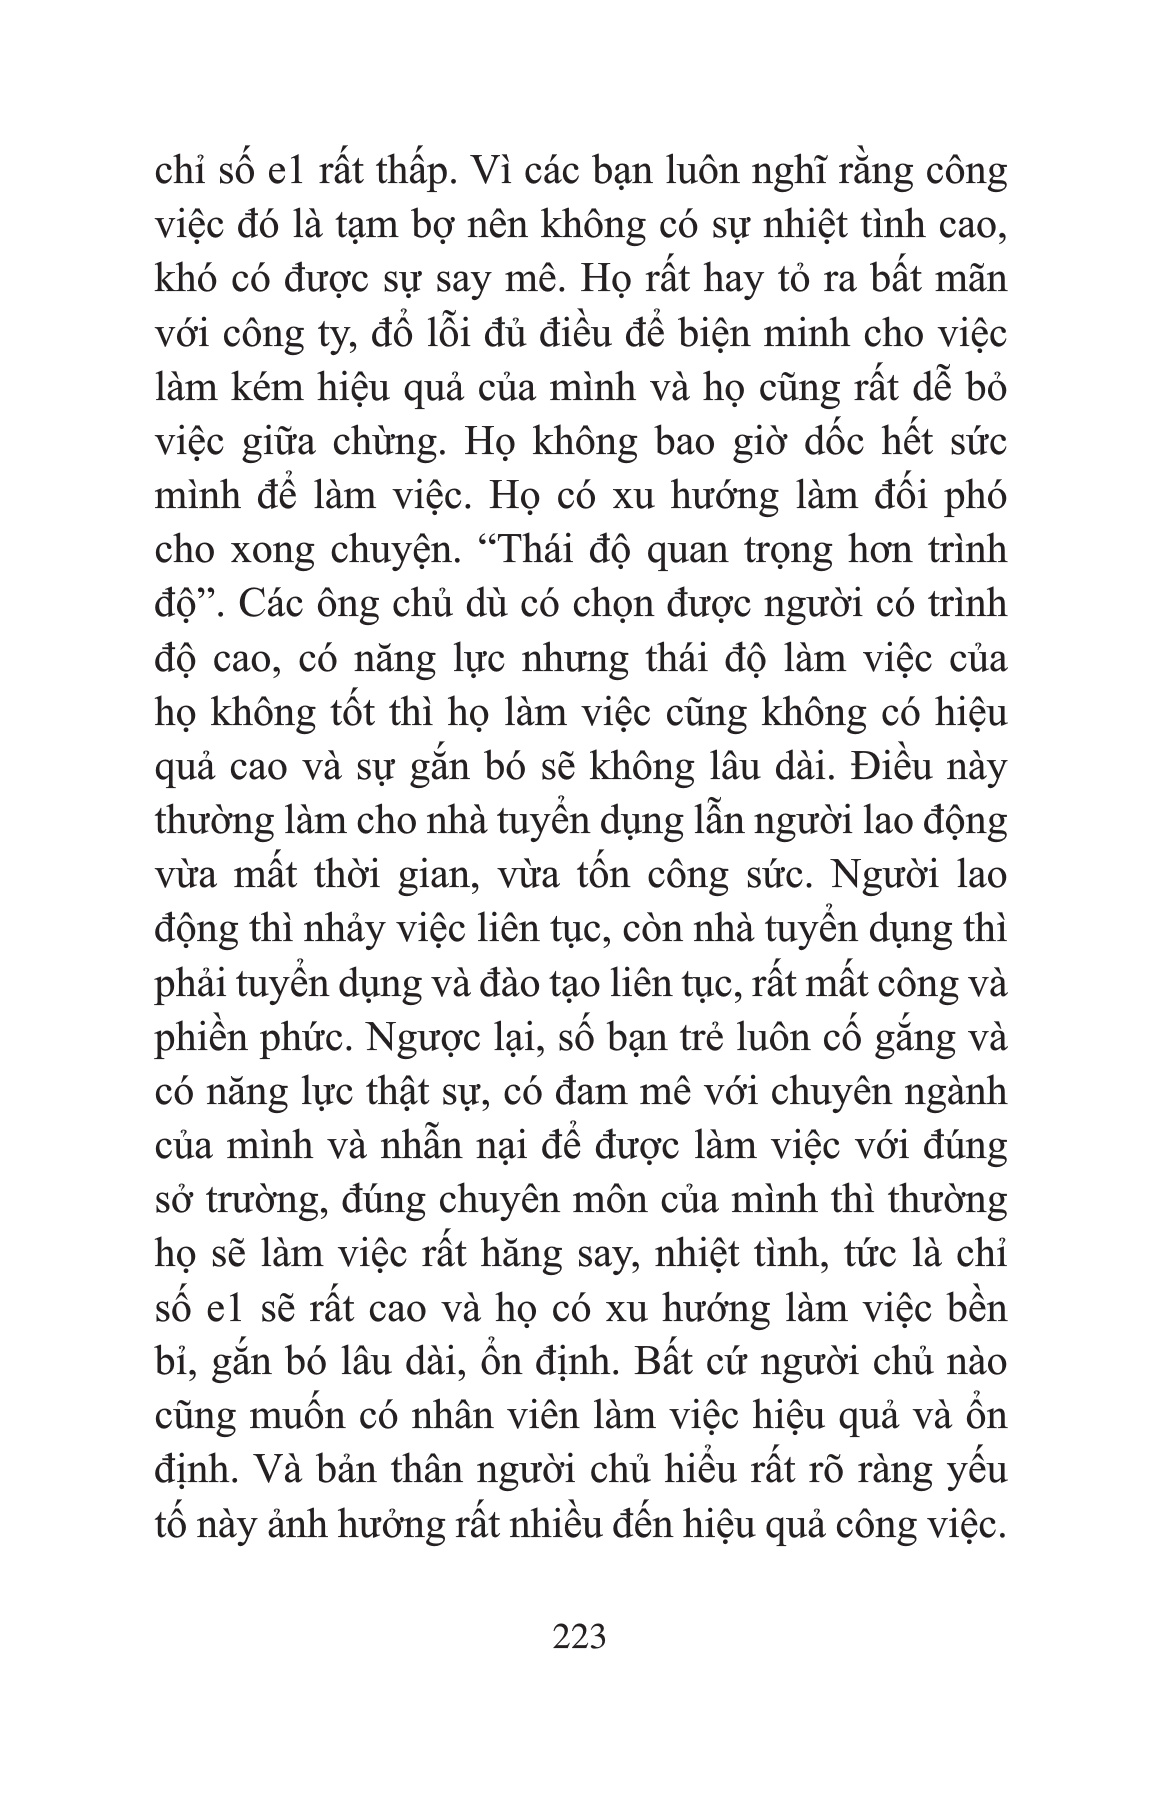 chỉ số e1 rất thấp. Vì các bạn luôn nghĩ rằng công
việc đó là tạm bợ nên không có sự nhiệt tình cao,
khó có được sự say mê. Họ rất hay tỏ ra bất mãn
với công ty, đổ lỗi đủ điều để biện minh cho việc
làm kém hiệu quả của mình và họ cũng rất dễ bỏ
việc giữa chừng. Họ không bao giờ dốc hết sức
mình để làm việc. Họ có xu hướng làm đối phó
cho xong chuyện. “Thái độ quan trọng hơn trình
độ”. Các ông chủ dù có chọn được người có trình
độ cao, có năng lực nhưng thái độ làm việc của
họ không tốt thì họ làm việc cũng không có hiệu
quả cao và sự gắn bó sẽ không lâu dài. Điều này
thường làm cho nhà tuyển dụng lẫn người lao động
vừa mất thời gian, vừa tốn công sức. Người lao
động thì nhảy việc liên tục, còn nhà tuyển dụng thì
phải tuyển dụng và đào tạo liên tục, rất mất công và
phiền phức. Ngược lại, số bạn trẻ luôn cố gắng và
có năng lực thật sự, có đam mê với chuyên ngành
của mình và nhẫn nại để được làm việc với đúng
sở trường, đúng chuyên môn của mình thì thường
họ sẽ làm việc rất hăng say, nhiệt tình, tức là chỉ
số e1 sẽ rất cao và họ có xu hướng làm việc bền
bỉ, gắn bó lâu dài, ổn định. Bất cứ người chủ nào
cũng muốn có nhân viên làm việc hiệu quả và ổn
định. Và bản thân người chủ hiểu rất rõ ràng yếu
tố này ảnh hưởng rất nhiều đến hiệu quả công việc.
223